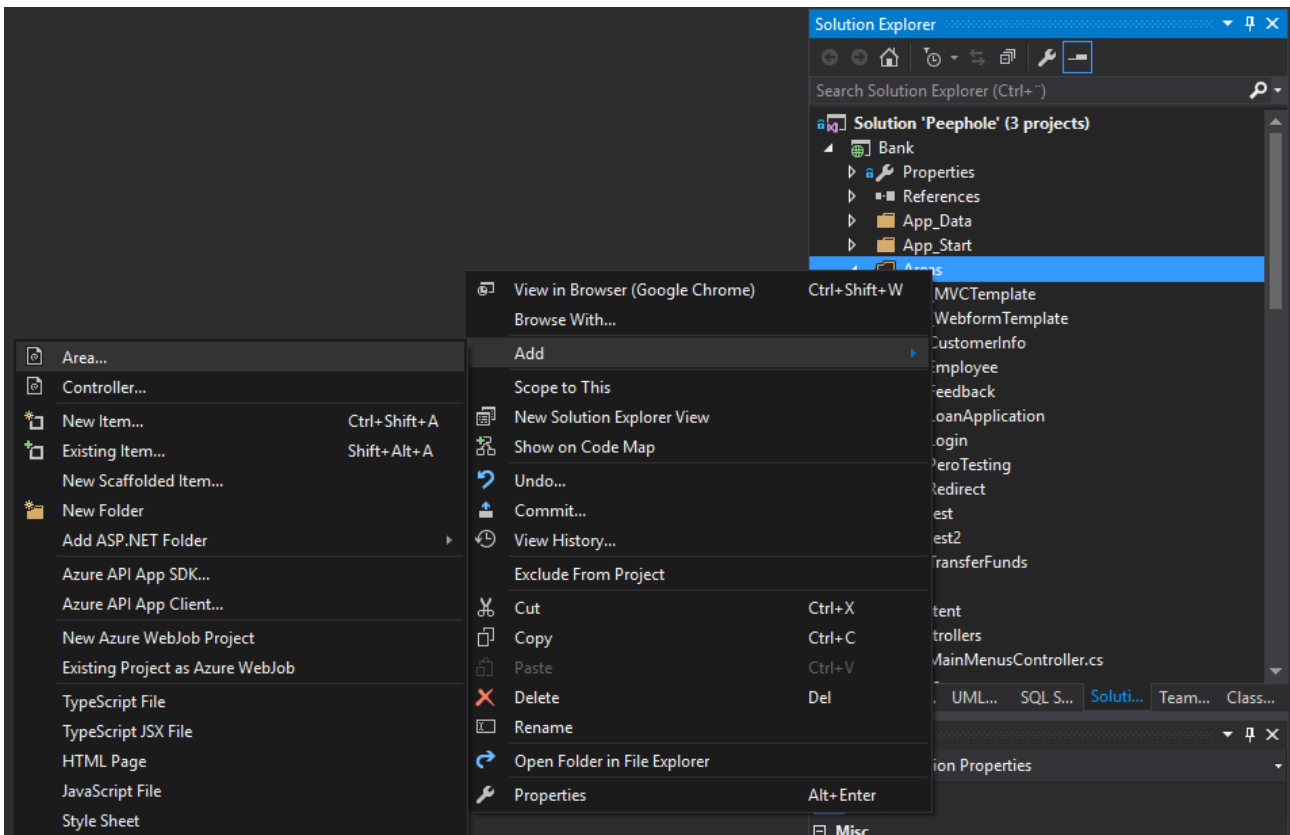 Solution Explorer
Search Solution Explorer (Ctrl+¨)
Solution 'Peephole' (3 projects)
Bank
Properties
References
App_Data
App_Start
Areas
_MVCTemplate
_WebformTemplate
CustomerInfo
Employee
Feedback
LoanApplication
Login
PeroTesting
Redirect
est
est2
TransferFunds
tent
trollers
MainMenusController.cs
View in Browser (Google Chrome) Ctrl+Shift+W
Browse With...
Add
Scope to This
New Solution Explorer View
Show on Code Map
Undo...
Commit...
View History...
Exclude From Project
Cut Ctrl+X
Copy Ctrl+C
Paste Ctrl+V
Delete Del
Rename
Open Folder in File Explorer
Properties Alt+Enter
Area...
Controller...
New Item... Ctrl+Shift+A
Existing Item... Shift+Alt+A
New Scaffolded Item...
New Folder
Add ASP.NET Folder
Azure API App SDK...
Azure API App Client...
New Azure WebJob Project
Existing Project as Azure WebJob
TypeScript File
TypeScript JSX File
HTML Page
JavaScript File
Style Sheet
. UML... SQL S... Soluti... Team... Class...
ion Properties
Misc